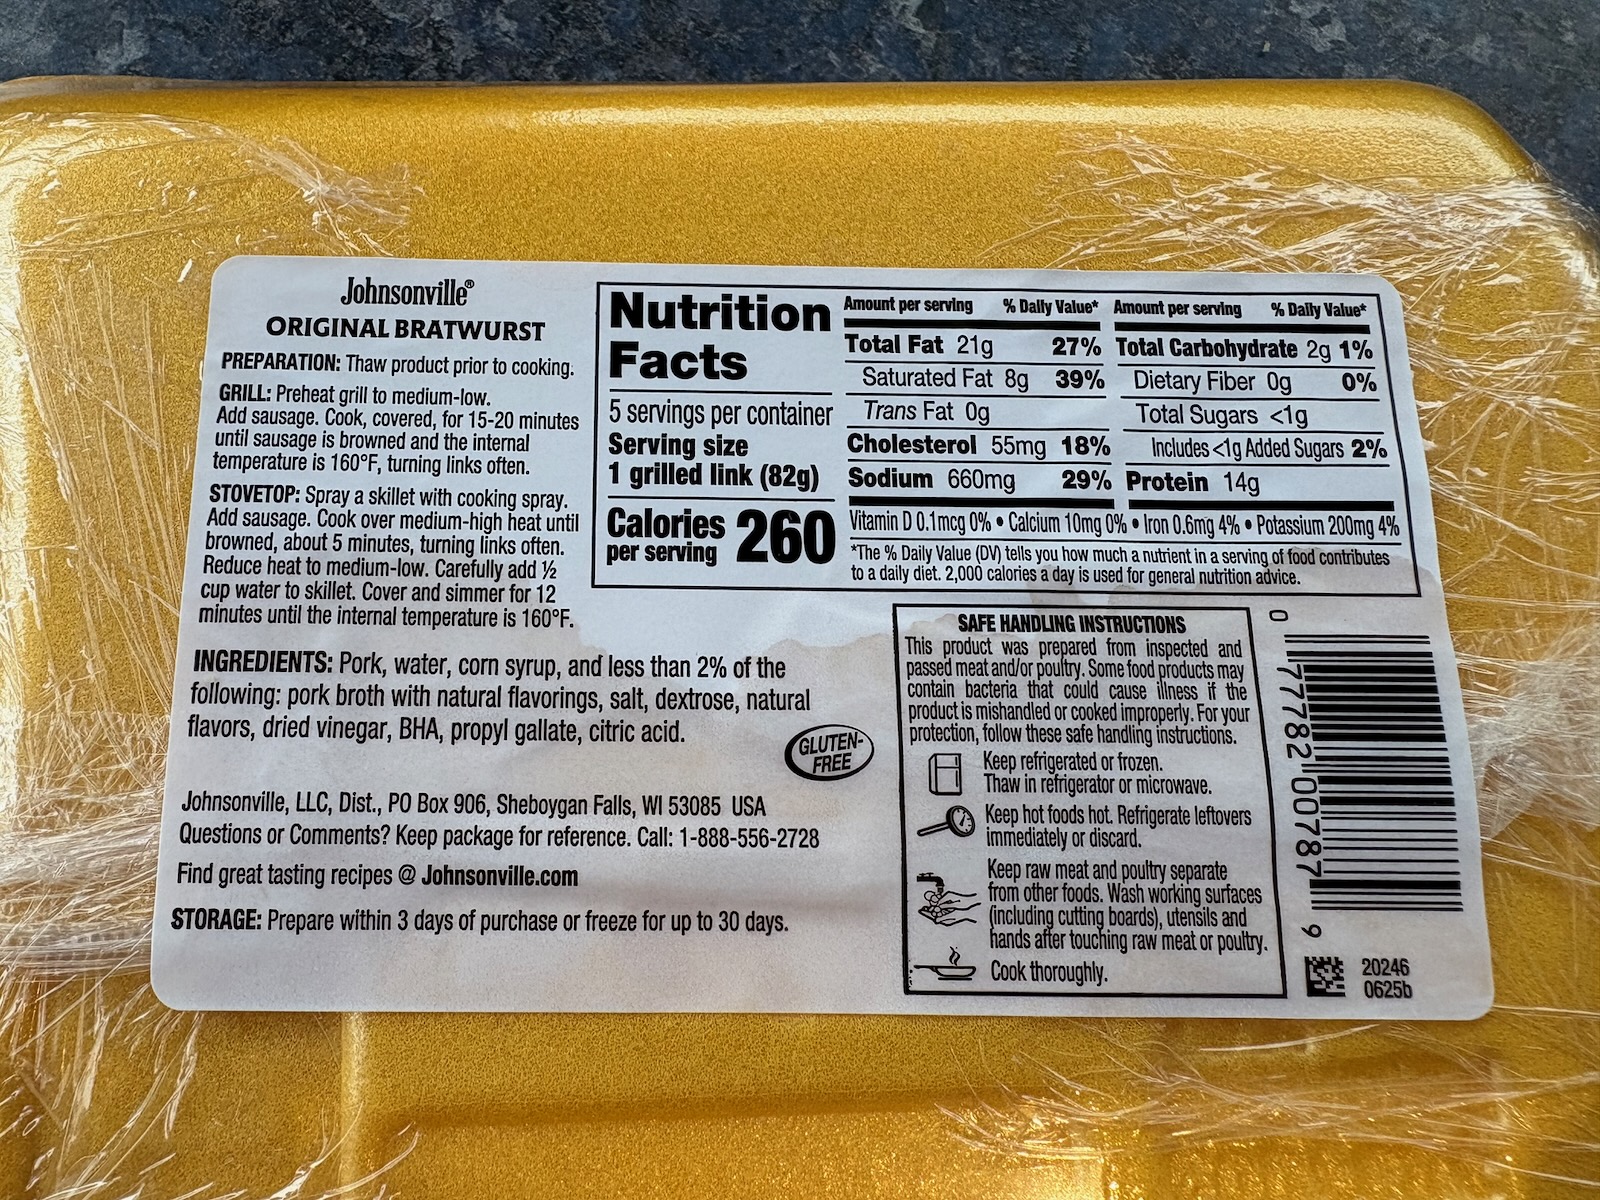 Johnsonville®
ORIGINAL BRATWURST
PREPARATION: Thaw product prior to cooking.
GRILL: Preheat grill to medium-low.
Add sausage. Cook, covered, for 15-20 minutes
until sausage is browned and the internal
temperature is 160°F, turning links often.
STOVETOP: Spray a skillet with cooking spray.
Add sausage. Cook over medium-high heat until
browned, about 5 minutes, turning links often.
Reduce heat to medium-low. Carefully add ½
cup water to skillet. Cover and simmer for 12
minutes until the internal temperature is 160°F.
INGREDIENTS: Pork, water, corn syrup, and less than 2% of the
following: pork broth with natural flavorings, salt, dextrose, natural
flavors, dried vinegar, BHA, propyl gallate, citric acid.
GLUTEN-
FREE
Johnsonville, LLC, Dist., PO Box 906, Sheboygan Falls, WI 53085 USA
Questions or Comments? Keep package for reference. Call: 1-888-556-2728
Find great tasting recipes @ Johnsonville.com
STORAGE: Prepare within 3 days of purchase or freeze for up to 30 days.
Nutrition
Facts
5 servings per container
Serving size
1 grilled link (82g)
Calories
per serving 260
Amount per serving % Daily Value*
Total Fat 21g 27%
Saturated Fat 8g 39%
Trans Fat 0g
Cholesterol 55mg 18%
Sodium 660mg 29%
Amount per serving % Daily Value*
Total Carbohydrate 2g 1%
Dietary Fiber 0g 0%
Total Sugars <1g
Includes <1g Added Sugars 2%
Protein 14g
Vitamin D 0.1mcg 0% • Calcium 10mg 0% • Iron 0.6mg 4% • Potassium 200mg 4%
*The % Daily Value (DV) tells you how much a nutrient in a serving of food contributes
to a daily diet. 2,000 calories a day is used for general nutrition advice.
SAFE HANDLING INSTRUCTIONS
This product was prepared from inspected and
passed meat and/or poultry. Some food products may
contain bacteria that could cause illness if the
product is mishandled or cooked improperly. For your
protection, follow these safe handling instructions.
Keep refrigerated or frozen.
Thaw in refrigerator or microwave.
Keep hot foods hot. Refrigerate leftovers
immediately or discard.
Keep raw meat and poultry separate
from other foods. Wash working surfaces
(including cutting boards), utensils and
hands after touching raw meat or poultry.
Cook thoroughly.
0 77782 00787 9
20246
0625b